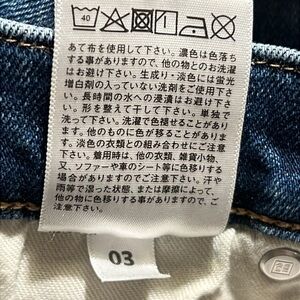 40
あて布を使用して下さい。濃色は色落ち
する事がありますので、他の物とのお洗濯
はお避け下さい。生成り・淡色には蛍光
増白剤の入っていない洗剤をご使用下さ
い。長時間の水への浸漬はお避け下さ
い。形を整えて干して下さい。単独で
洗って下さい。洗濯で色褪せることがあり
ます。他のものに色が移ることがあります
ます。淡色の衣類との組み合わせにご注意
下さい。着用時は、他の衣類、雑貨小物、
又、ソファーや車のシート等に色移りする
場合がありますのでご注意下さい。汗や
雨等で湿った状態、または摩擦によって、
他の物に色移りする事がありますので、ご
注意下さい。
03